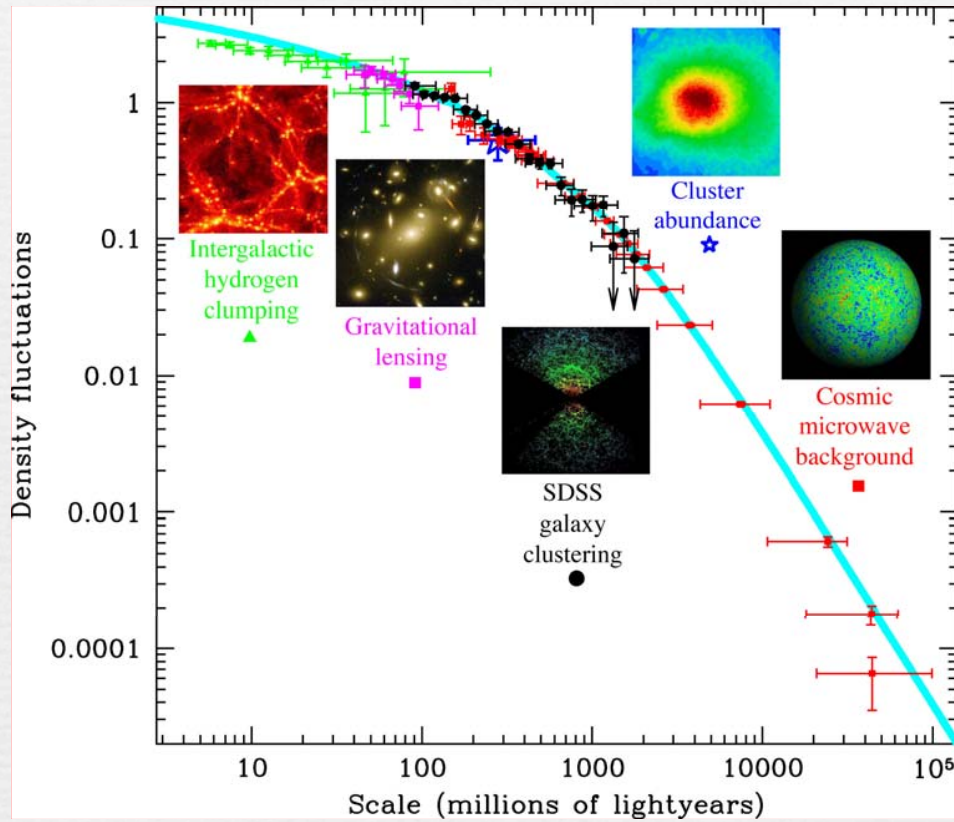 Density fluctuations
1
0.1
0.01
0.001
0.0001
Intergalactic
hydrogen
clumping
Gravitational
lensing
SDSS
galaxy
clustering
Cluster
abundance
Cosmic
microwave
background
10
100
1000
10000
10⁵
Scale (millions of lightyears)